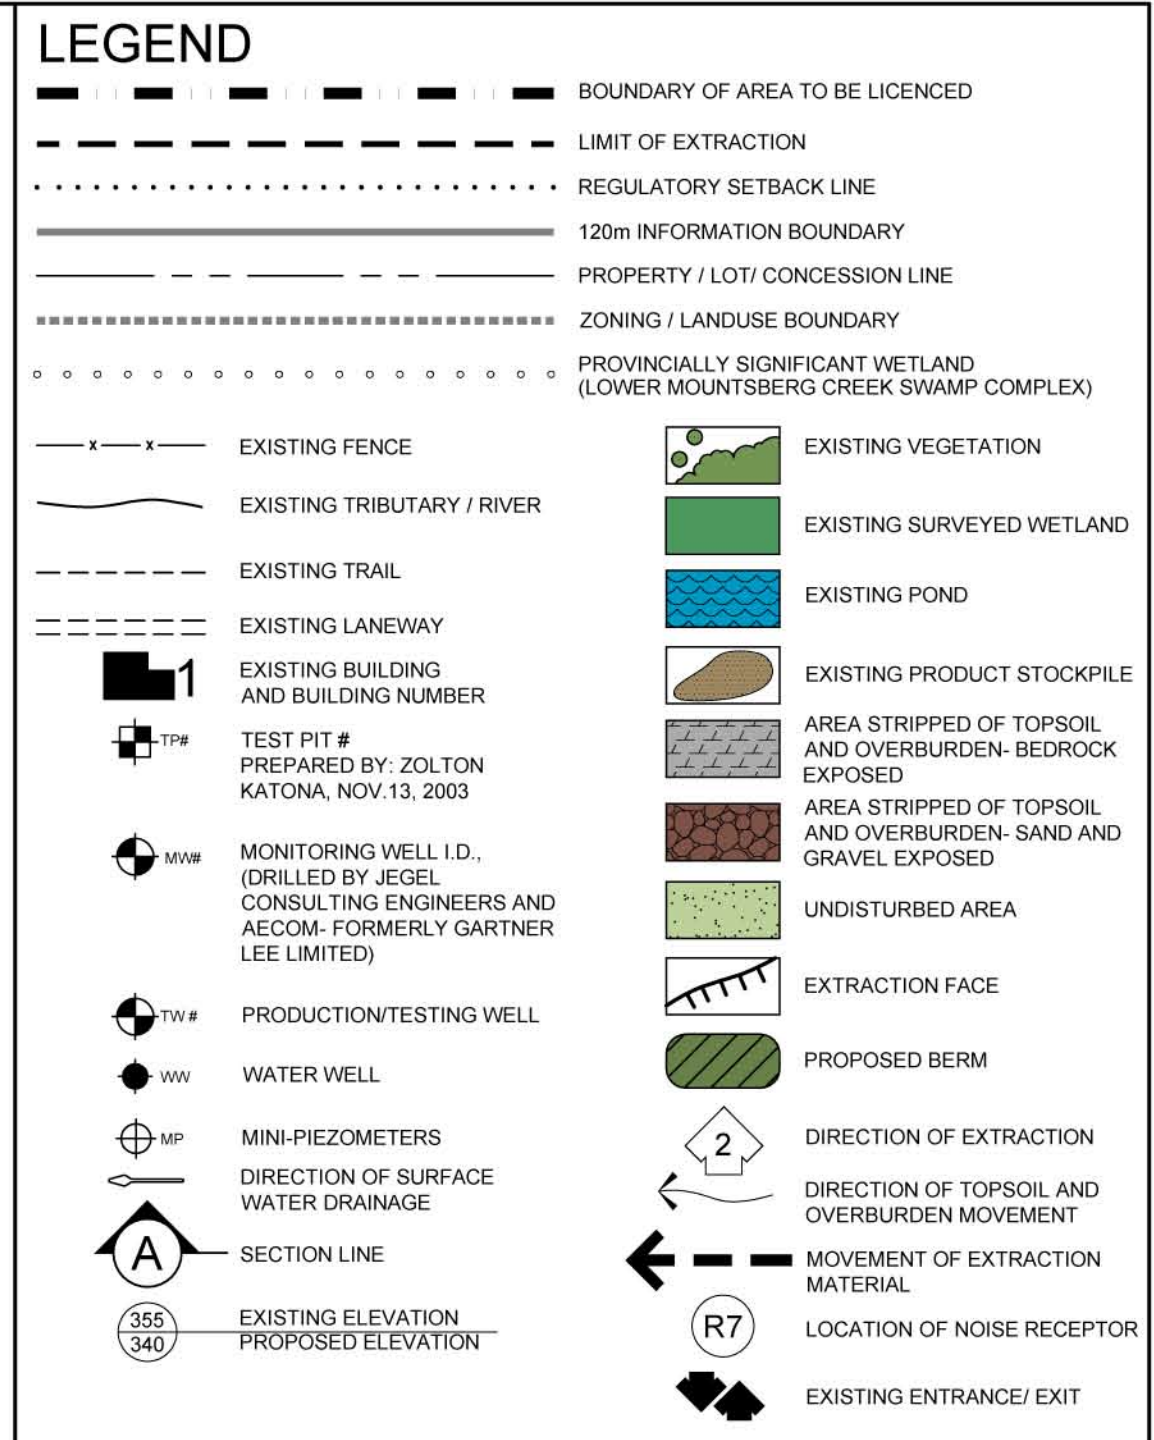 LEGEND
BOUNDARY OF AREA TO BE LICENCED
LIMIT OF EXTRACTION
REGULATORY SETBACK LINE
120m INFORMATION BOUNDARY
PROPERTY / LOT/ CONCESSION LINE
ZONING / LANDUSE BOUNDARY
PROVINCIALLY SIGNIFICANT WETLAND
(LOWER MOUNTSBERG CREEK SWAMP COMPLEX)
x x EXISTING FENCE
EXISTING TRIBUTARY / RIVER
EXISTING TRAIL
EXISTING LANEWAY
1 EXISTING BUILDING
AND BUILDING NUMBER
TP# TEST PIT #
PREPARED BY: ZOLTON
KATONA, NOV.13, 2003
MW# MONITORING WELL I.D.,
(DRILLED BY JEGEL
CONSULTING ENGINEERS AND
AECOM- FORMERLY GARTNER
LEE LIMITED)
TW # PRODUCTION/TESTING WELL
WW WATER WELL
MP MINI-PIEZOMETERS
DIRECTION OF SURFACE
WATER DRAINAGE
A SECTION LINE
355 EXISTING ELEVATION
340 PROPOSED ELEVATION
EXISTING VEGETATION
EXISTING SURVEYED WETLAND
EXISTING POND
EXISTING PRODUCT STOCKPILE
AREA STRIPPED OF TOPSOIL
AND OVERBURDEN- BEDROCK
EXPOSED
AREA STRIPPED OF TOPSOIL
AND OVERBURDEN- SAND AND
GRAVEL EXPOSED
UNDISTURBED AREA
EXTRACTION FACE
PROPOSED BERM
2 DIRECTION OF EXTRACTION
DIRECTION OF TOPSOIL AND
OVERBURDEN MOVEMENT
MOVEMENT OF EXTRACTION
MATERIAL
R7 LOCATION OF NOISE RECEPTOR
EXISTING ENTRANCE/ EXIT